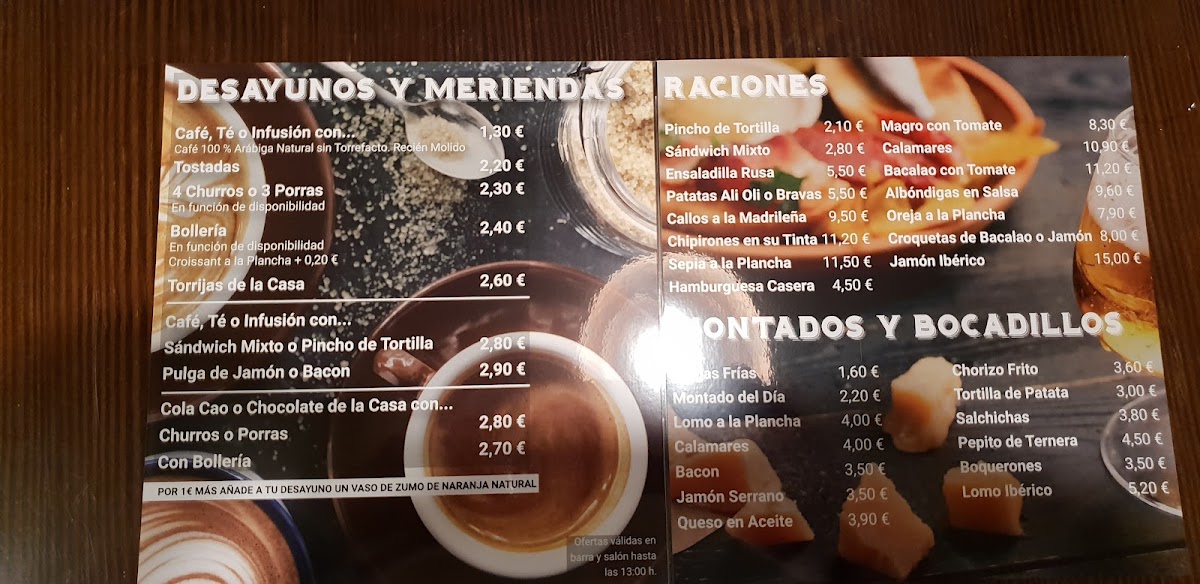 DESAYUNOS Y MERIENDAS
Café, Té o Infusión con... 1,30 €
Café 100 % Arábiga Natural sin Torrefacto. Recién Molido
Tostadas 2,20 €
4 Churros o 3 Porras 2,30 €
En función de disponibilidad
Bollería 2,40 €
En función de disponibilidad
Croissant a la Plancha + 0,20 €
Torrijas de la Casa 2,60 €
Café, Té o Infusión con...
Sándwich Mixto o Pincho de Tortilla 2,80 €
Pulga de Jamón o Bacon 2,90 €
Cola Cao o Chocolate de la Casa con...
Churros o Porras 2,80 €
Con Bollería 2,70 €
POR 1€ MÁS AÑADE A TU DESAYUNO UN VASO DE ZUMO DE NARANJA NATURAL
Ofertas válidas en
barra y salón hasta
las 13:00 h.
RACIONES
Pincho de Tortilla 2,10 €
Sándwich Mixto 2,80 €
Ensaladilla Rusa 5,50 €
Patatas Ali Oli o Bravas 5,50 €
Callos a la Madrileña 9,50 €
Chipirones en su Tinta 11,20 €
Sepia a la Plancha 11,50 €
Hamburguesa Casera 4,50 €
Magro con Tomate 8,30 €
Calamares 10,90 €
Bacalao con Tomate 11,20 €
Albóndigas en Salsa 9,60 €
Oreja a la Plancha 7,90 €
Croquetas de Bacalao o Jamón 8,00 €
Jamón Ibérico 15,00 €
MONTADOS Y BOCADILLOS
Frías 1,60 €
Montado del Día 2,20 €
Lomo a la Plancha 4,00 €
Calamares 4,00 €
Bacon 3,50 €
Jamón Serrano 3,50 €
Queso en Aceite 3,90 €
Chorizo Frito 3,60 €
Tortilla de Patata 3,00 €
Salchichas 3,80 €
Pepito de Ternera 4,50 €
Boquerones 3,50 €
Lomo Ibérico 5,20 €